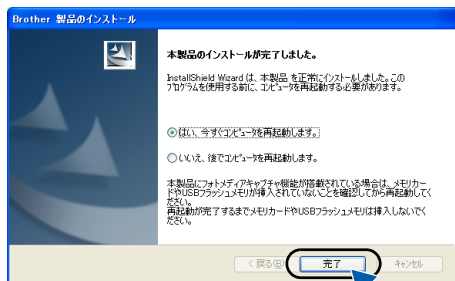 Brother 製品のインストール
本製品のインストールが完了しました。
InstallShield Wizard は、本製品 を正常にインストールしました。この
プログラムを使用する前に、コンピュータを再起動する必要があります。
はい、今すぐコンピュータを再起動します。
いいえ、後でコンピュータを再起動します。
本製品にフォトメディアキャプチャ機能が搭載されている場合は、メモリカー
ドやUSBフラッシュメモリが挿入されていないことを確認してから再起動してく
ださい。
再起動が完了するまでメモリカードやUSBフラッシュメモリは挿入しないでく
ださい。
< 戻る(B) 完了 キャンセル